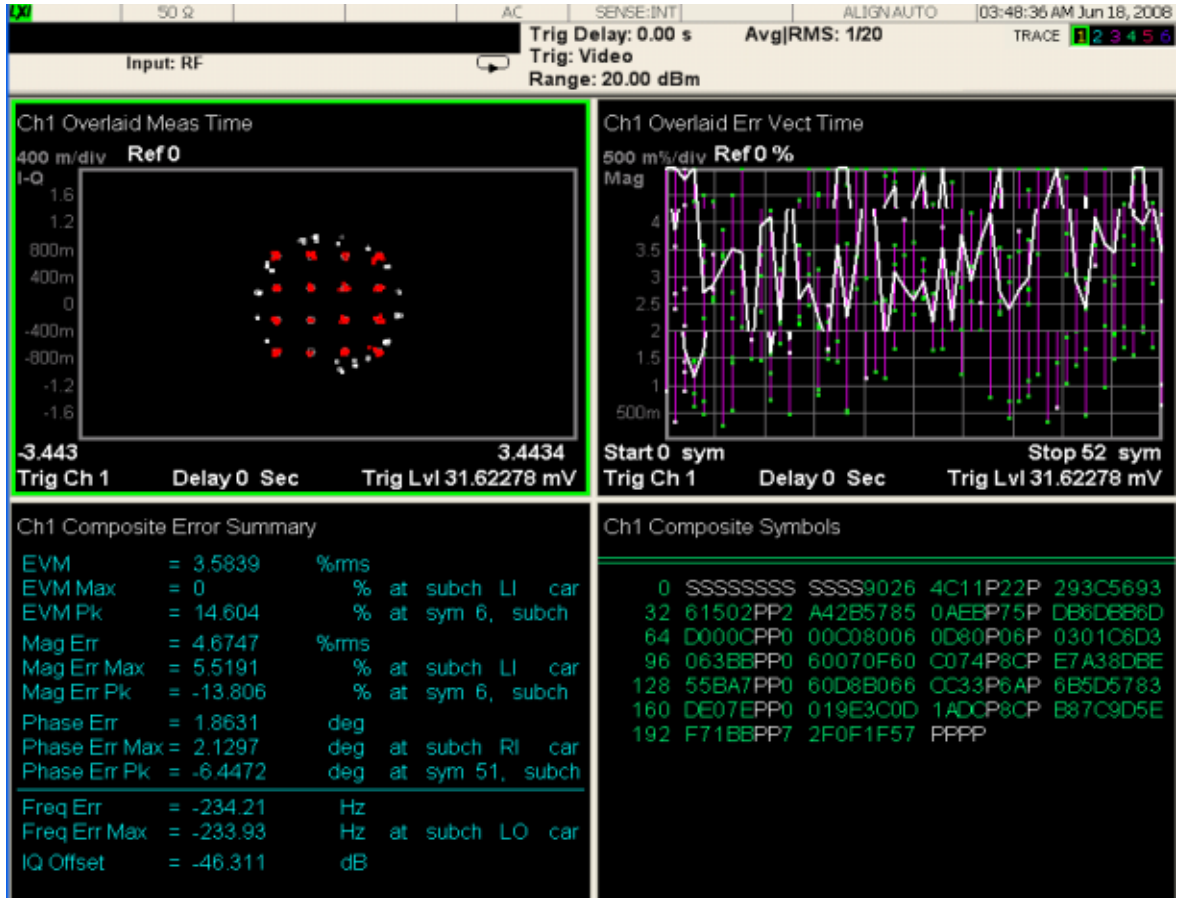 LXI 50 Ω AC SENSE:INT ALIGN AUTO 03:48:36 AM Jun 18, 2008
Trig Delay: 0.00 s Avg|RMS: 1/20 TRACE 1 2 3 4 5 6
Input: RF Trig: Video
Range: 20.00 dBm
Ch1 Overlaid Meas Time
400 m/div Ref 0
I-Q
1.6
1.2
800m
400m
0
-400m
-800m
-1.2
-1.6
-3.443 3.4434
Trig Ch 1 Delay 0 Sec Trig Lvl 31.62278 mV
Ch1 Overlaid Err Vect Time
500 m%/div Ref 0 %
Mag
4
3.5
3
2.5
2
1.5
1
500m
Start 0 sym Stop 52 sym
Trig Ch 1 Delay 0 Sec Trig Lvl 31.62278 mV
Ch1 Composite Error Summary
EVM = 3.5839 %rms
EVM Max = 0 % at subch LI car
EVM Pk = 14.604 % at sym 6, subch
Mag Err = 4.6747 %rms
Mag Err Max = 5.5191 % at subch LI car
Mag Err Pk = -13.806 % at sym 6, subch
Phase Err = 1.8631 deg
Phase Err Max = 2.1297 deg at subch RI car
Phase Err Pk = -6.4472 deg at sym 51, subch
Freq Err = -234.21 Hz
Freq Err Max = -233.93 Hz at subch LO car
IQ Offset = -46.311 dB
Ch1 Composite Symbols
0 SSSSSSSS SSSS9026 4C11P22P 293C5693
32 61502PP2 A42B5785 0AEBP75P DB6DBB6D
64 D000CPP0 00C08006 0D80P06P 0301C6D3
96 063BBPP0 60070F60 C074P8CP E7A38DBE
128 55BA7PP0 60D8B066 CC33P6AP 6B5D5783
160 DE07EPP0 019E3C0D 1ADCP8CP B87C9D5E
192 F71BBPP7 2F0F1F57 PPPP